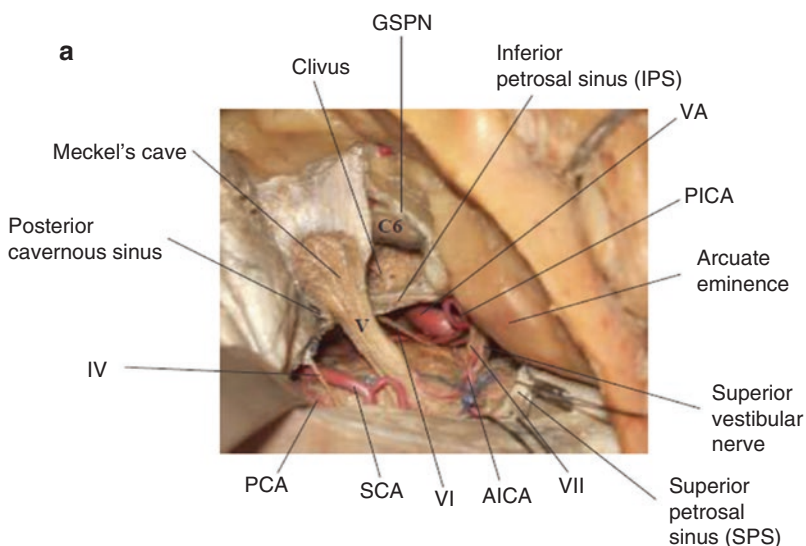 GSPN
a
Clivus
Inferior
petrosal sinus (IPS)
VA
Meckel's cave
PICA
C6
Posterior
cavernous sinus
Arcuate
eminence
V
IV
Superior
vestibular
nerve
PCA
SCA
VI
AICA
VII
Superior
petrosal
sinus (SPS)